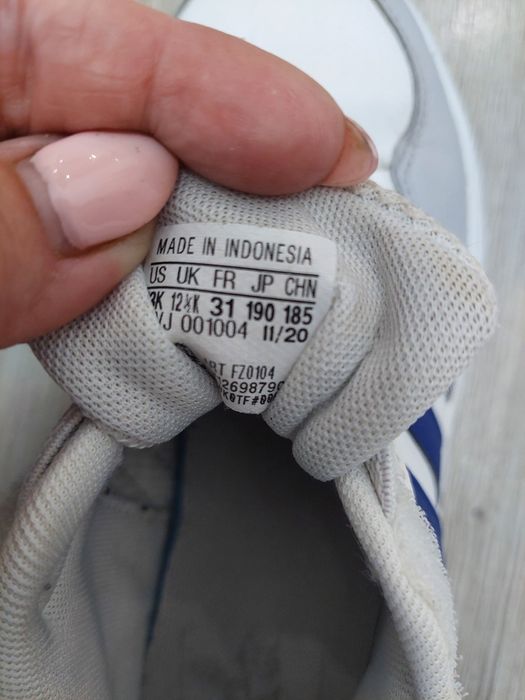 MADE IN INDONESIA
US UK FR JP CHN
12½K 31 190 185
001004 11/20
FZ0104